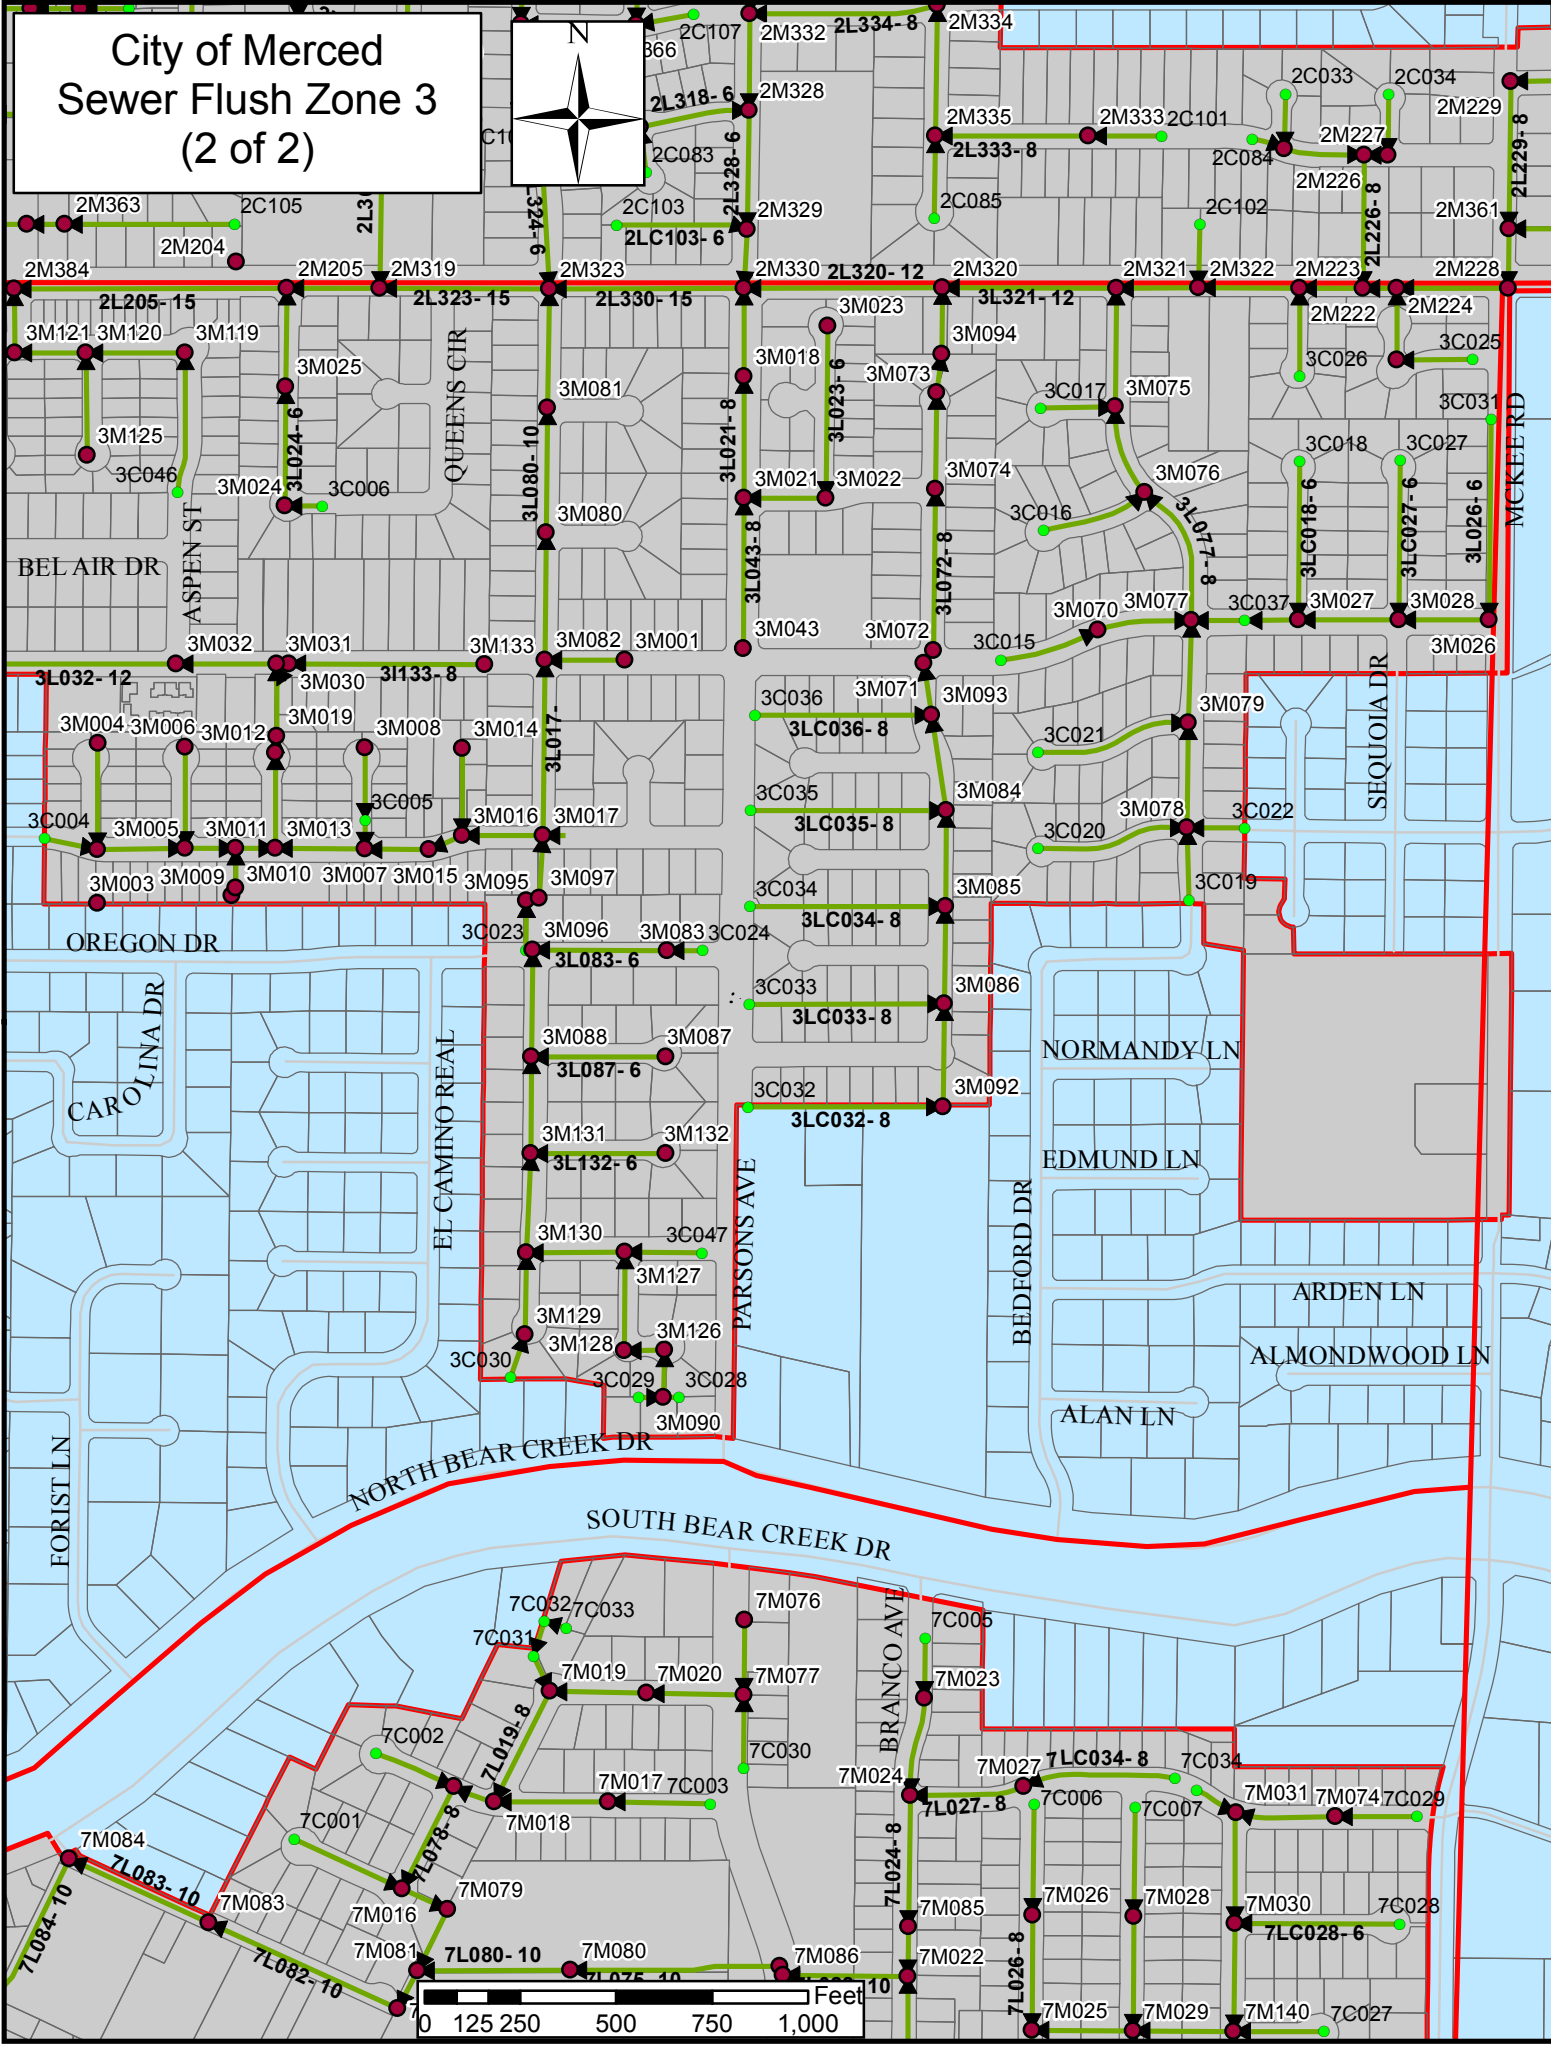 City of Merced
Sewer Flush Zone 3
(2 of 2)
N
366
2C107
2M332
2L334- 8
2M334
2L318- 6
2M328
2C083
2L328- 6
2M335
2M333
2C101
2L333- 8
2C033
2C034
2M229
2C084
2M227
2M226
2L229- 8
2M363
2C105
2M204
2C103
2LC103- 6
2M329
2C085
2C102
2L226- 8
2M361
2M384
2L205- 15
2M205
2M319
2L323- 15
2M323
2L330- 15
2M330
2L320- 12
2M320
3L321- 12
2M321
2M322
2M223
2M228
2M222
2M224
3M121
3M120
3M119
3M025
QUEENS CIR
3M081
3M018
3M023
3L023- 6
3M094
3M073
3C017
3M075
3C026
3C025
3C031
MCKEE RD
3M125
3C046
3L024- 6
3M024
3C006
3L080- 10
3M080
3L021- 8
3M021
3M022
3M074
3M076
3C016
3L077- 8
3C018
3C027
3LC018- 6
3LC027- 6
3L026- 6
BEL AIR DR
ASPEN ST
3L043- 8
3L072- 8
3M032
3M031
3M133
3M082
3M001
3M043
3M072
3C015
3M070
3M077
3C037
3M027
3M028
3M026
3L032- 12
3M030
3I133- 8
3M071
3M093
3C036
3LC036- 8
3M079
SEQUOIA DR
3M004
3M006
3M012
3M019
3M008
3M014
3L017-
3C021
3C004
3M005
3M011
3M013
3C005
3M016
3M017
3C035
3LC035- 8
3M084
3M078
3C022
3C020
3M003
3M009
3M010
3M007
3M015
3M095
3M097
3C034
3LC034- 8
3M085
3C019
OREGON DR
3C023
3M096
3M083
3C024
3L083- 6
CAROLINA DR
3C033
3LC033- 8
3M086
EL CAMINO REAL
3M088
3M087
3L087- 6
NORMANDY LN
3C032
3LC032- 8
3M092
3M131
3M132
3L132- 6
PARSONS AVE
EDMUND LN
BEDFORD DR
3M130
3C047
3M127
ARDEN LN
3M129
3M128
3M126
3C030
3C029
3C028
3M090
ALMONDWOOD LN
ALAN LN
FORIST LN
NORTH BEAR CREEK DR
SOUTH BEAR CREEK DR
7C032
7C033
7C031
7M076
BRANCO AVE
7C005
7M019
7M020
7M077
7M023
7C002
7L019- 8
7C030
7M017
7C003
7M018
7M024
7M027
7LC034- 8
7C034
7L027- 8
7C006
7C007
7M031
7M074
7C029
7C001
7L078- 8
7M084
7L083- 10
7M083
7M079
7M016
7L024- 8
7M085
7M026
7M028
7M030
7C028
7LC028- 6
7L084- 10
7L082- 10
7M081
7L080- 10
7M080
7M086
7M022
7L026- 8
7M025
7M029
7M140
7C027
Feet
0 125 250 500 750 1,000